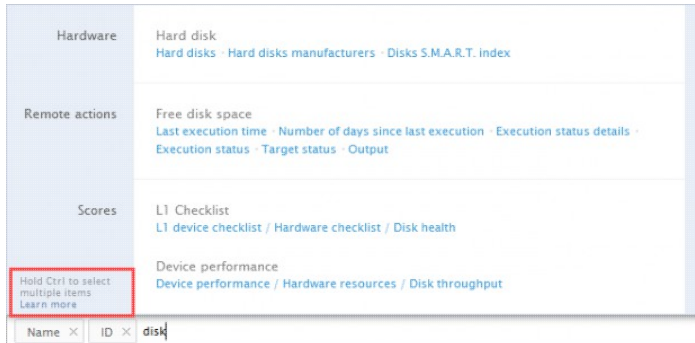 Hardware
Hard disk
Hard disks · Hard disks manufacturers · Disks S.M.A.R.T. index
Remote actions
Free disk space
Last execution time · Number of days since last execution · Execution status details ·
Execution status · Target status · Output
Scores
L1 Checklist
L1 device checklist / Hardware checklist / Disk health
Device performance
Device performance / Hardware resources / Disk throughput
Hold Ctrl to select
multiple items
Learn more
Name × ID × disk